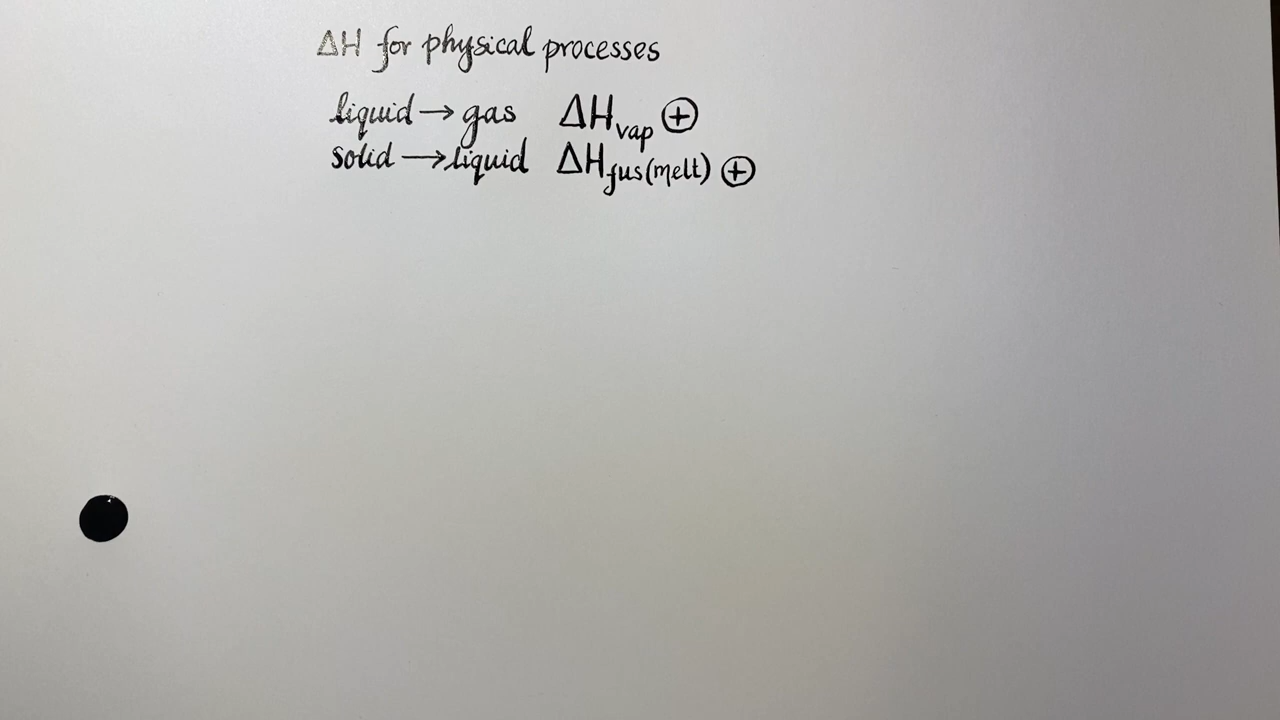 ΔH for physical processes
liquid → gas ΔHvap ⊕
solid → liquid ΔHfus(melt) ⊕